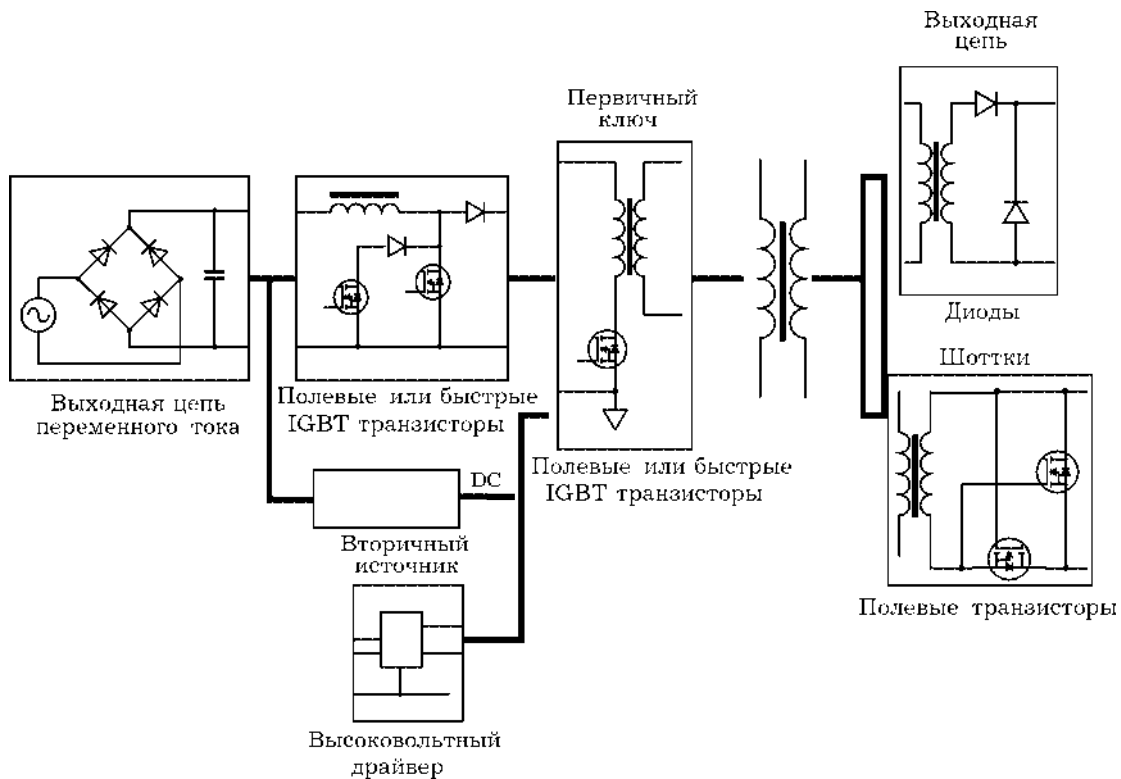 Выходная
цепь
Первичный
ключ
Диоды
Шоттки
Выходная цепь
переменного тока
Полевые или быстрые
IGBT транзисторы
Полевые или быстрые
IGBT транзисторы
DC
Вторичный
источник
Полевые транзисторы
Высоковольтный
драйвер